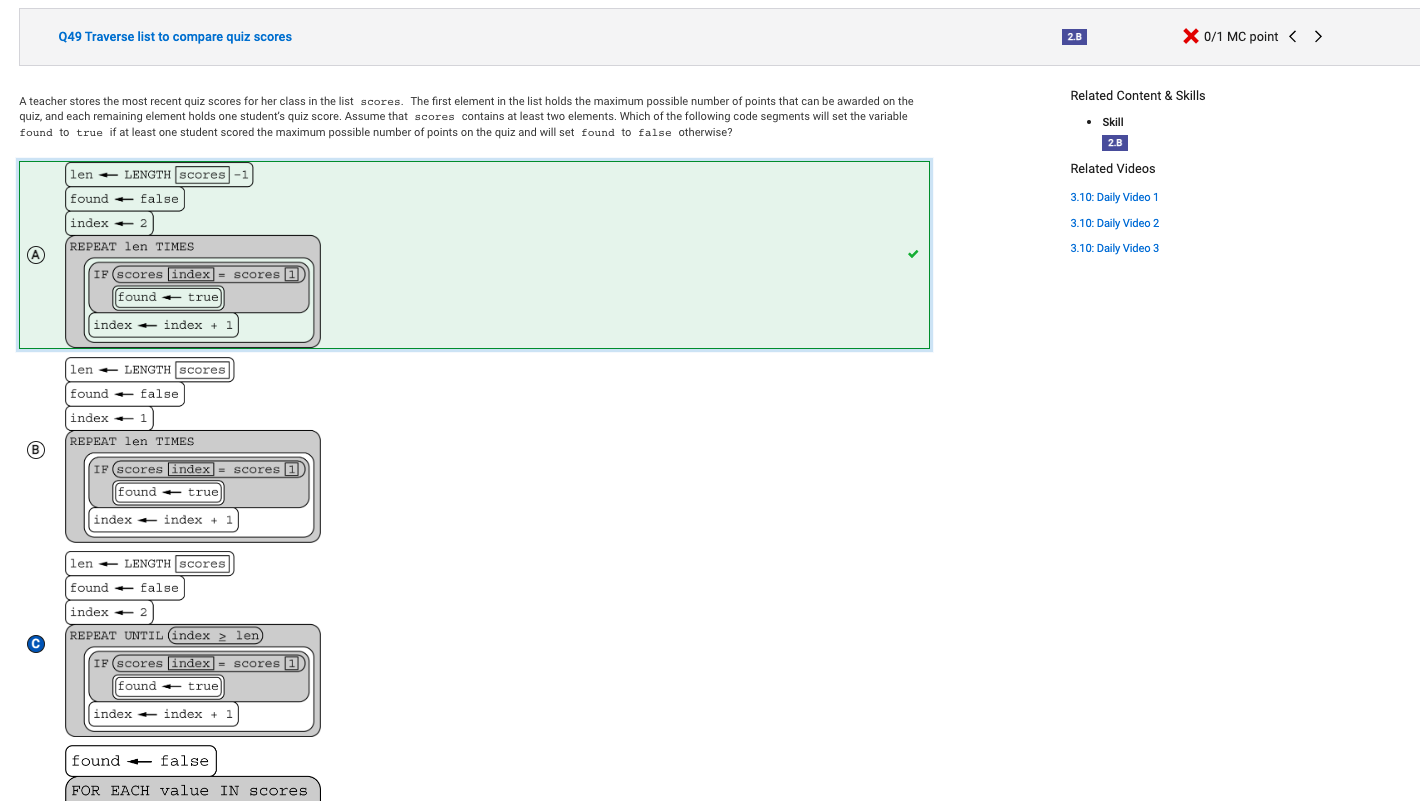 Q49 Traverse list to compare quiz scores
2.B
0/1 MC point
A teacher stores the most recent quiz scores for her class in the list scores. The first element in the list holds the maximum possible number of points that can be awarded on the
quiz, and each remaining element holds one student's quiz score. Assume that scores contains at least two elements. Which of the following code segments will set the variable
found to true if at least one student scored the maximum possible number of points on the quiz and will set found to false otherwise?
Related Content & Skills
• Skill
2.B
Related Videos
3.10: Daily Video 1
3.10: Daily Video 2
3.10: Daily Video 3
A
len ← LENGTH scores -1
found ← false
index ← 2
REPEAT len TIMES
IF scores index = scores 1
found ← true
index ← index + 1
B
len ← LENGTH scores
found ← false
index ← 1
REPEAT len TIMES
IF scores index = scores 1
found ← true
index ← index + 1
C
len ← LENGTH scores
found ← false
index ← 2
REPEAT UNTIL index ≥ len
IF scores index = scores 1
found ← true
index ← index + 1
found ← false
FOR EACH value IN scores